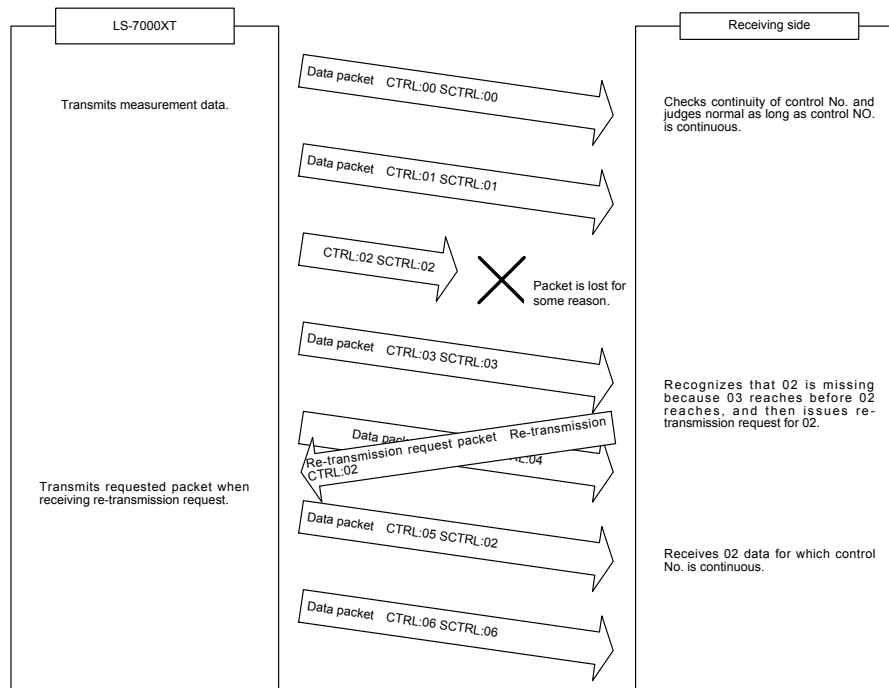 LS-7000XT
Receiving side
Data packet CTRL:00 SCTRL:00
Transmits measurement data.
Checks continuity of control No. and
judges normal as long as control NO.
is continuous.
Data packet CTRL:01 SCTRL:01
CTRL:02 SCTRL:02
Packet is lost for
some reason.
Data packet CTRL:03 SCTRL:03
Recognizes that 02 is missing
because 03 reaches before 02
reaches, and then issues re-
transmission request for 02.
Data pack
:04
Re-transmission request packet Re-transmission
CTRL:02
Transmits requested packet when
receiving re-transmission request.
Data packet CTRL:05 SCTRL:02
Receives 02 data for which control
No. is continuous.
Data packet CTRL:06 SCTRL:06